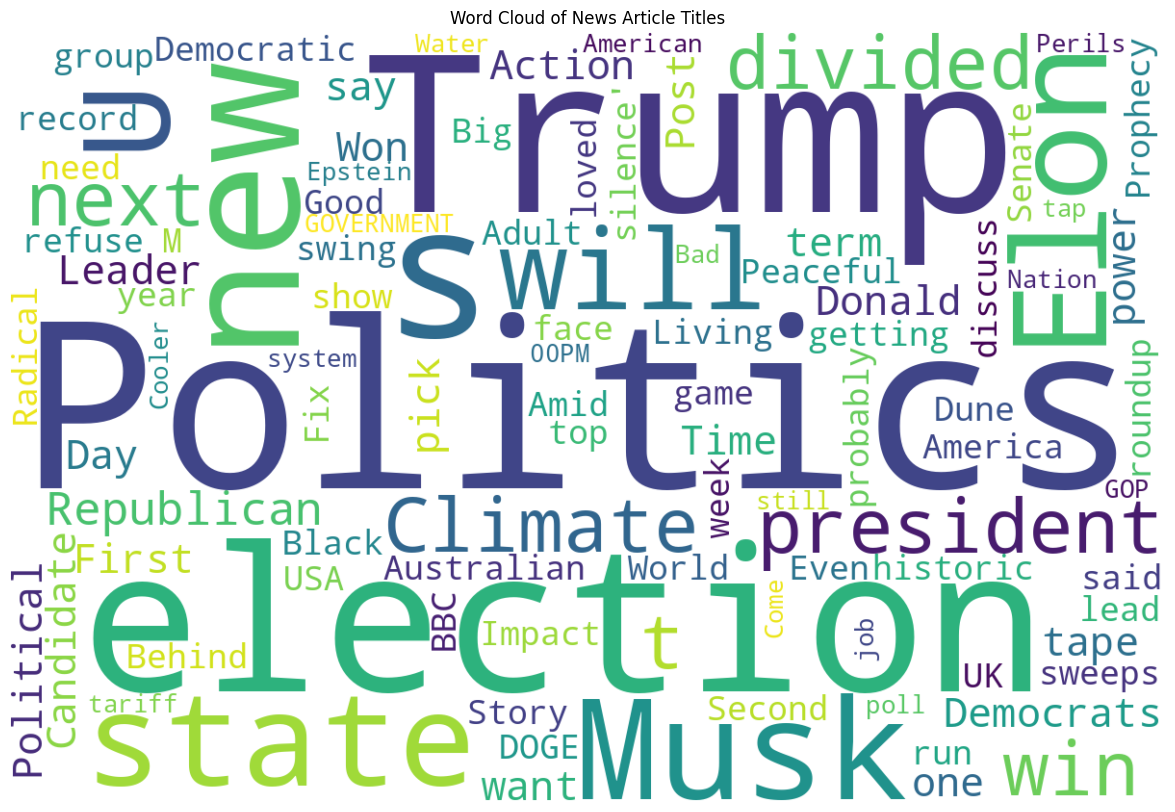 Word Cloud of News Article Titles
group
Democratic
Water
American
Perils
Action
divided
say
Post
record
U
new
Trump
Elon
Prophecy
Big
Won
loved
silence'
Senate
need
Epstein
next
Good
tap
GOVERNMENT
refuse
M
swing
s
Adult
will
Bad
term
power
Leader
Peaceful
discuss
Nation
year
show
Donald
Radical
Cooler
face
Living
getting
system
OOPM
Politics
Fix
pick
Amid
game
probably
Dune
roundup
Day
top
Time
America
week
GOP
Republican
Climate
still
president
Black
First
Australian
World
Even
historic
said
USA
Political
Candidate
election
BBC
Impact
t
Come
job
lead
Behind
tape
UK
sweeps
tariff
state
Story
Musk
Second
poll
Democrats
DOGE
run
win
want
one